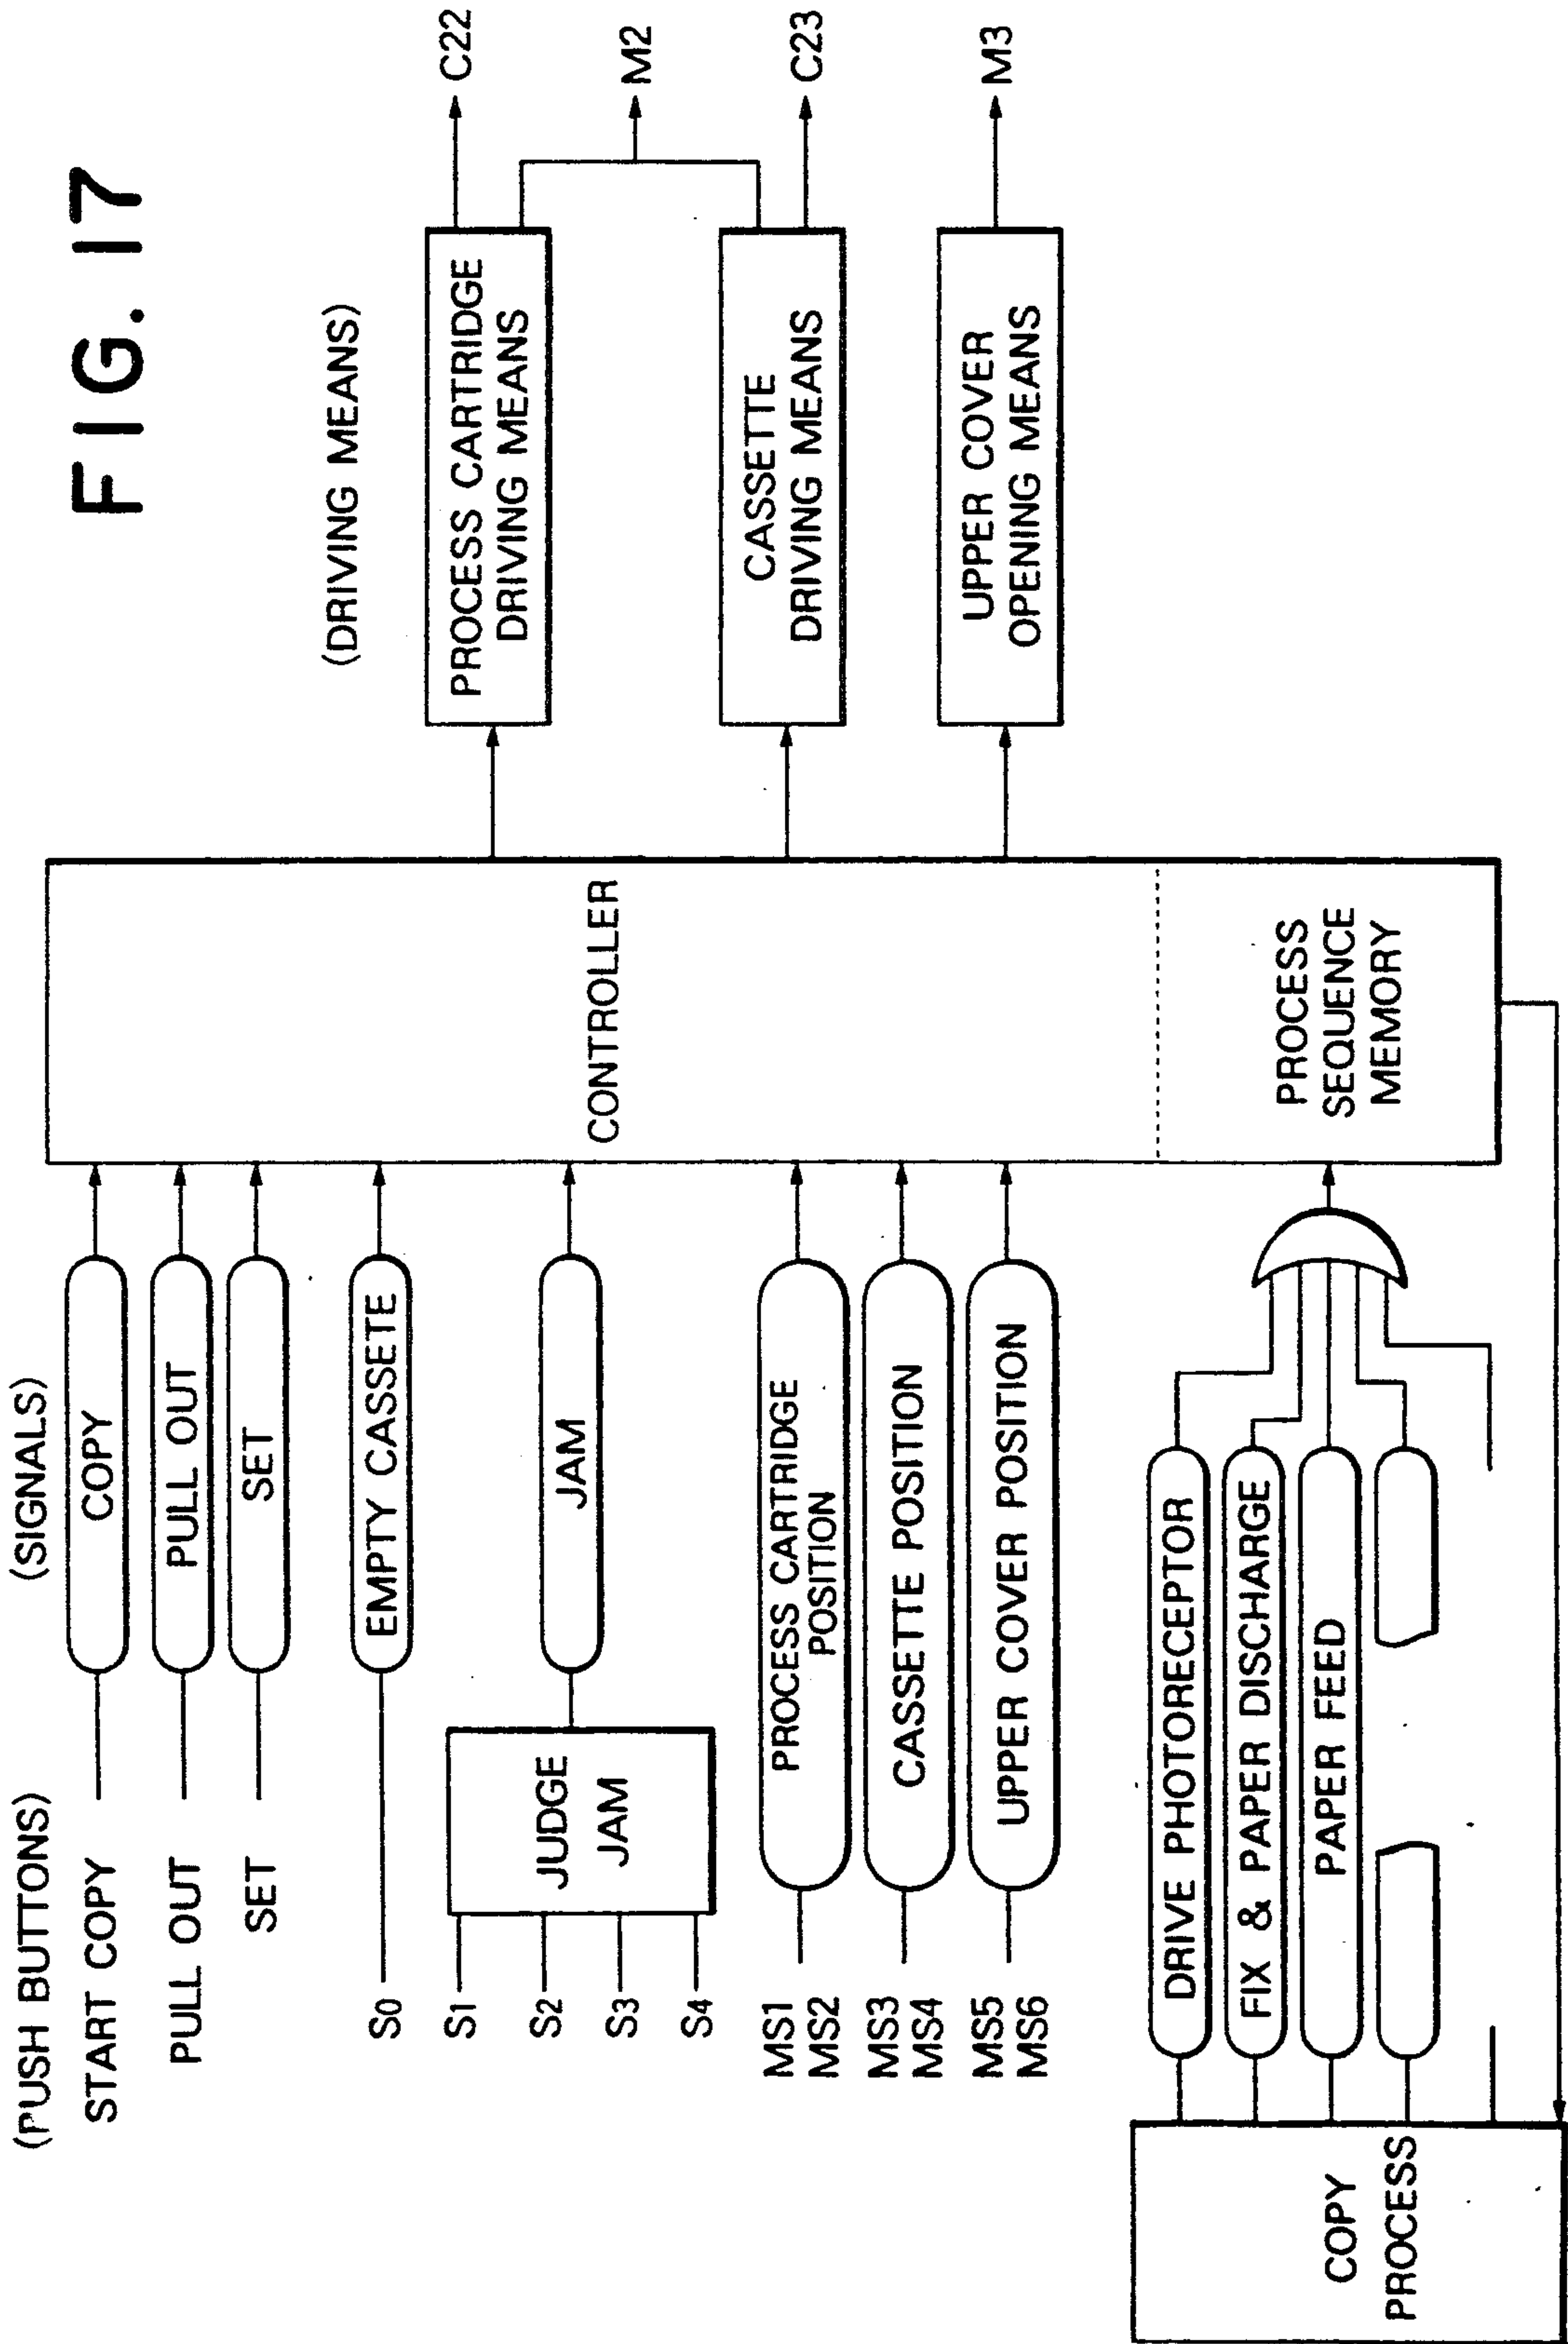 FIG. 17
(PUSH BUTTONS)
(SIGNALS)
(DRIVING MEANS)
START COPY
COPY
PULL OUT
PULL OUT
SET
SET
S0
EMPTY CASSETE
S1
S2
S3
S4
JUDGE
JAM
JAM
MS1
MS2
PROCESS CARTRIDGE
POSITION
MS3
MS4
CASSETTE POSITION
MS5
MS6
UPPER COVER POSITION
COPY
PROCESS
DRIVE PHOTORECEPTOR
FIX & PAPER DISCHARGE
PAPER FEED
CONTROLLER
PROCESS
SEQUENCE
MEMORY
PROCESS CARTRIDGE
DRIVING MEANS
CASSETTE
DRIVING MEANS
UPPER COVER
OPENING MEANS
C22
M2
C23
M3